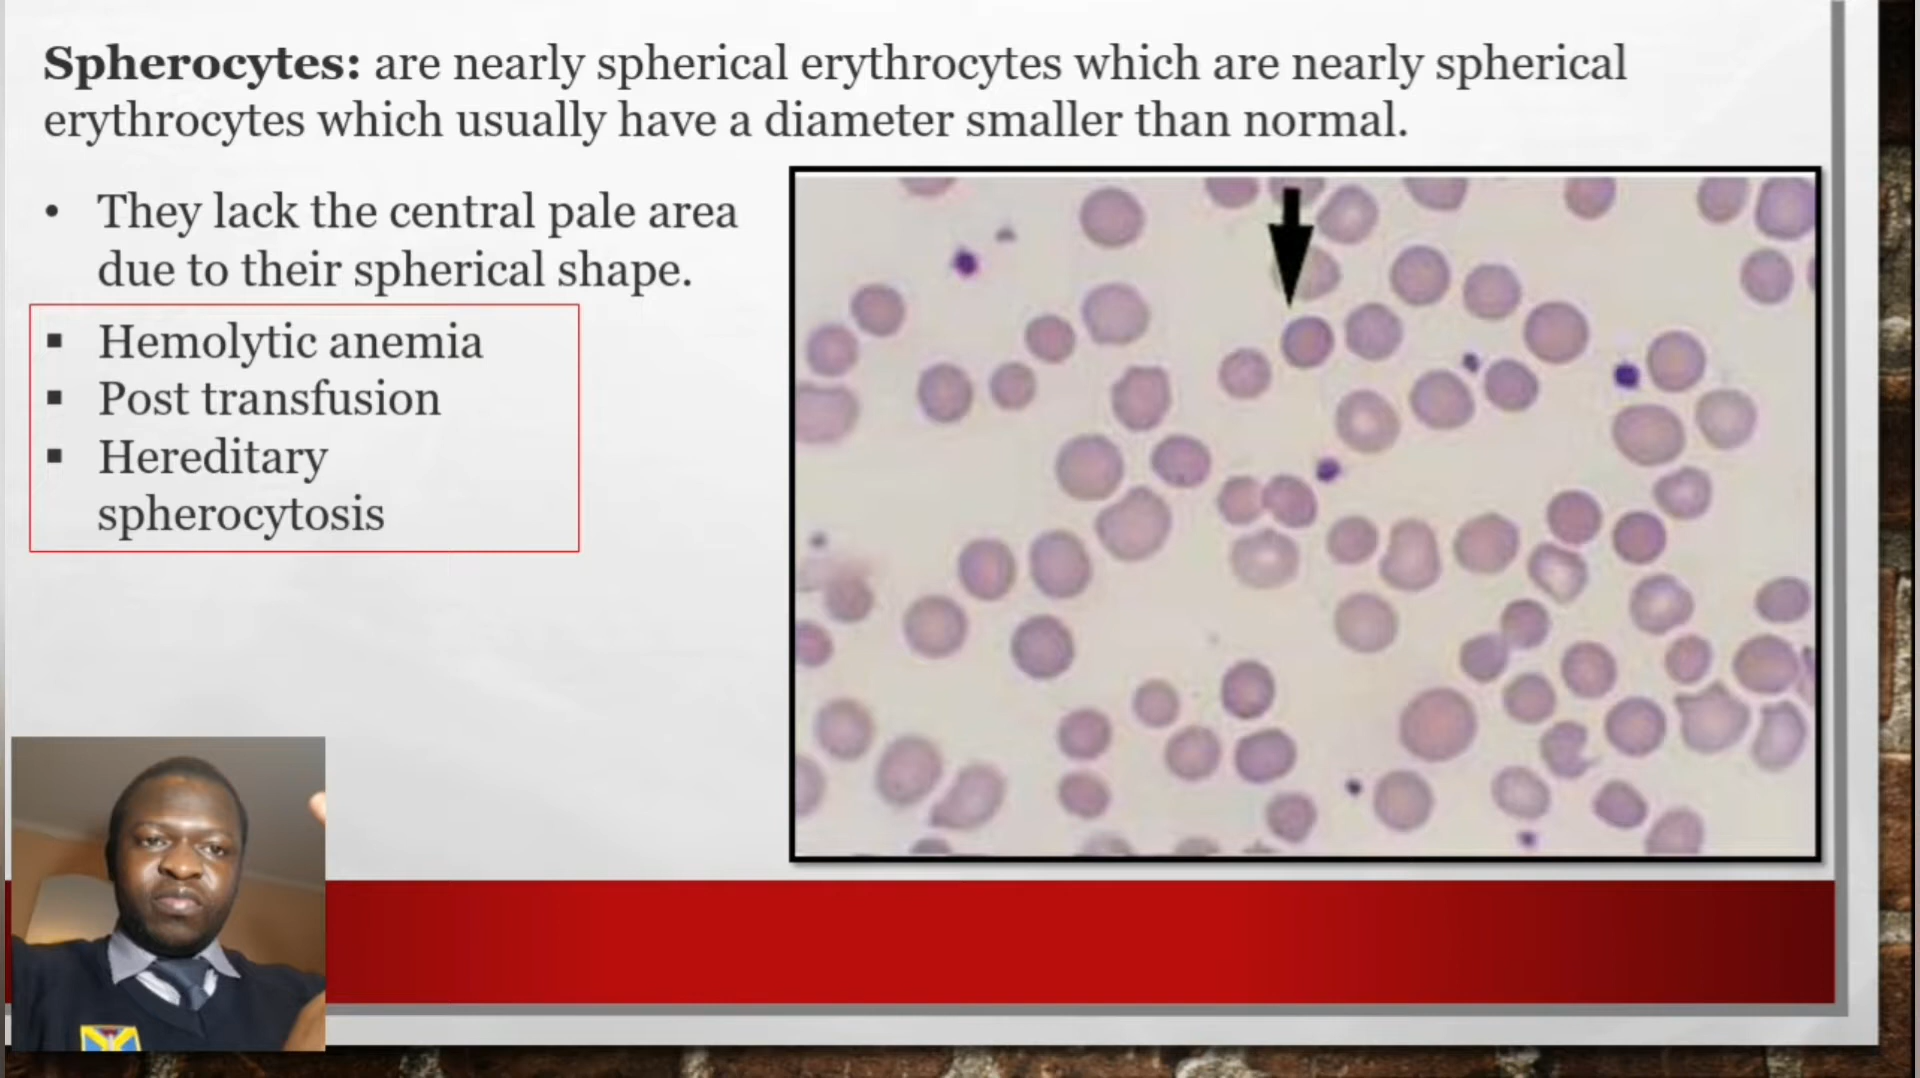 Spherocytes: are nearly spherical erythrocytes which are nearly spherical
erythrocytes which usually have a diameter smaller than normal.
• They lack the central pale area
due to their spherical shape.
▪ Hemolytic anemia
▪ Post transfusion
▪ Hereditary
spherocytosis